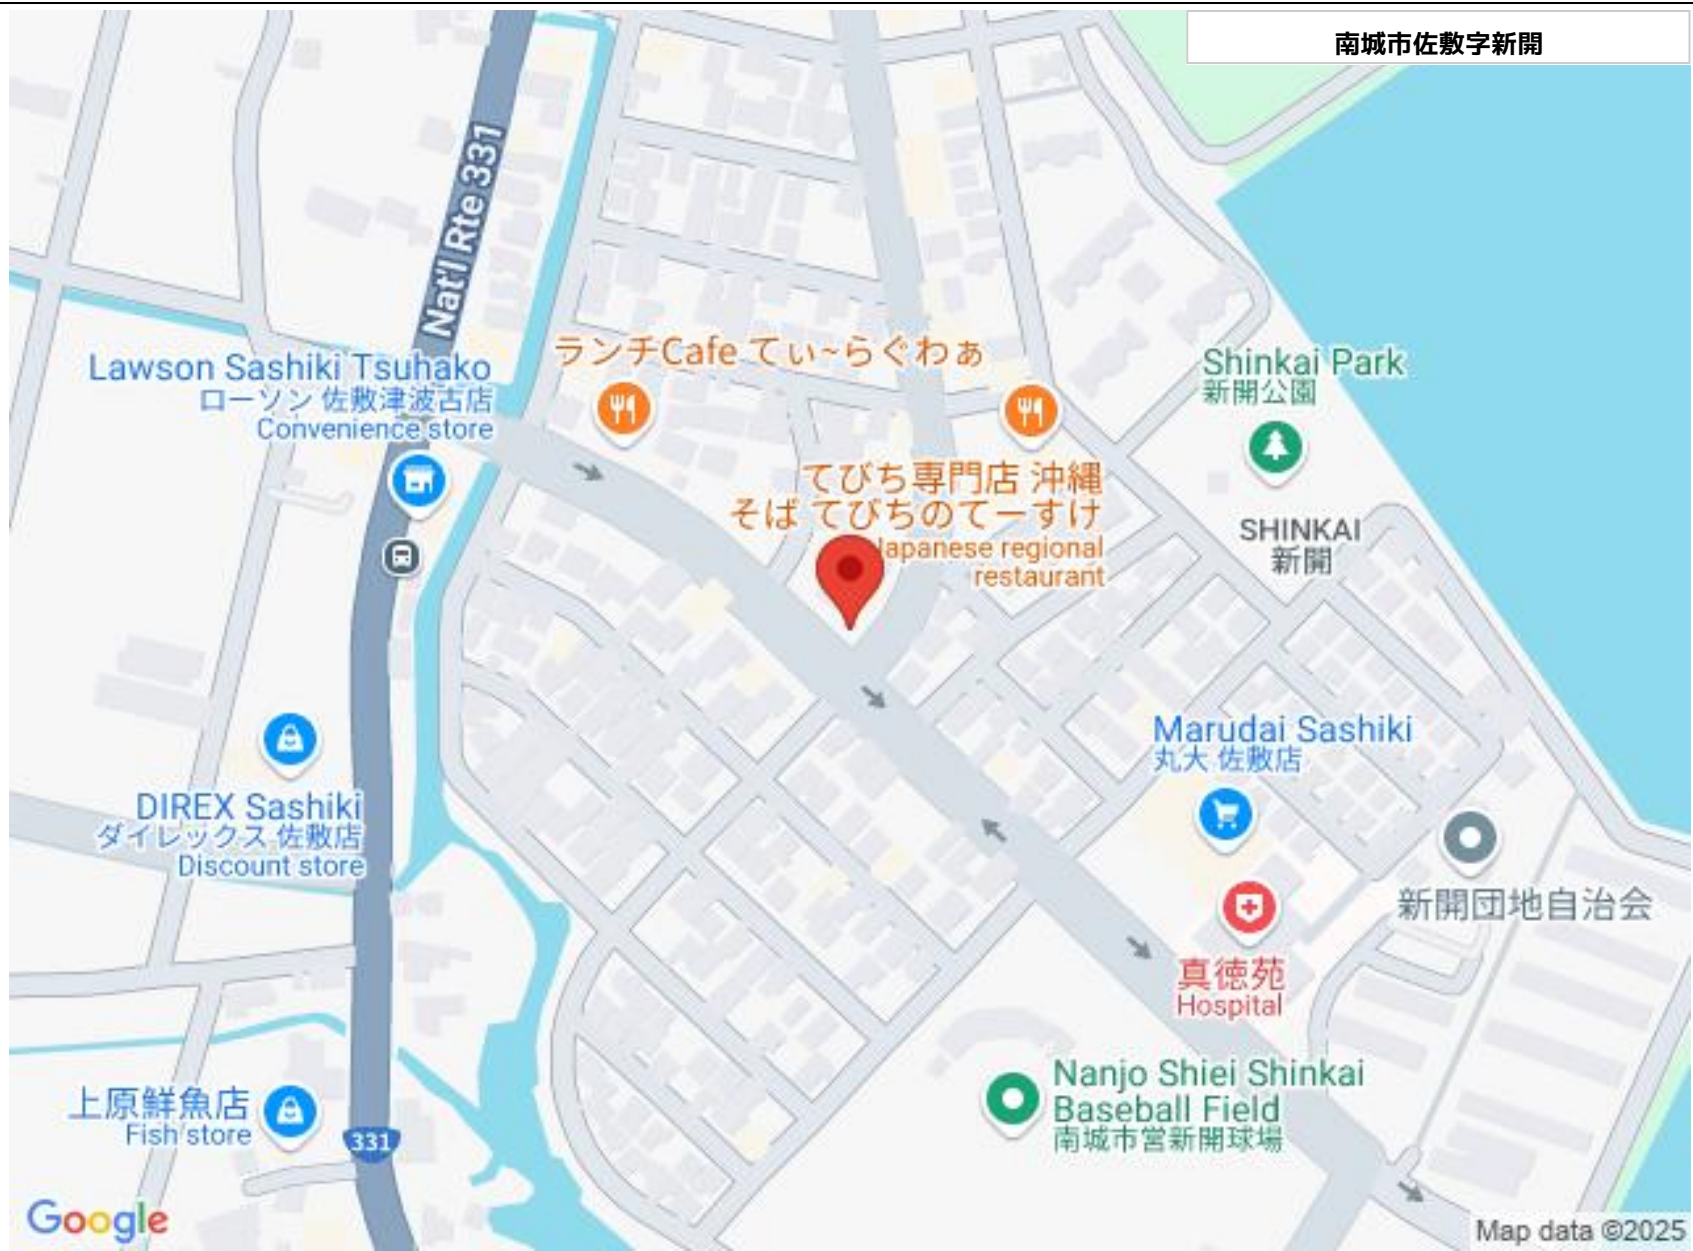 南城市佐敷字新開
Nat'l Rte 331
ランチCafe てぃ~らぐわぁ
Lawson Sashiki Tsuhako
ローソン 佐敷津波古店
Convenience store
Shinkai Park
新開公園
てびち専門店 沖縄
そば てびちのてーすけ
Japanese regional
restaurant
SHINKAI
新開
Marudai Sashiki
丸大 佐敷店
DIREX Sashiki
ダイレックス 佐敷店
Discount store
新開団地自治会
真徳苑
Hospital
Nanjo Shiei Shinkai
Baseball Field
南城市営新開球場
上原鮮魚店
Fish store
331
Google
Map data ©2025